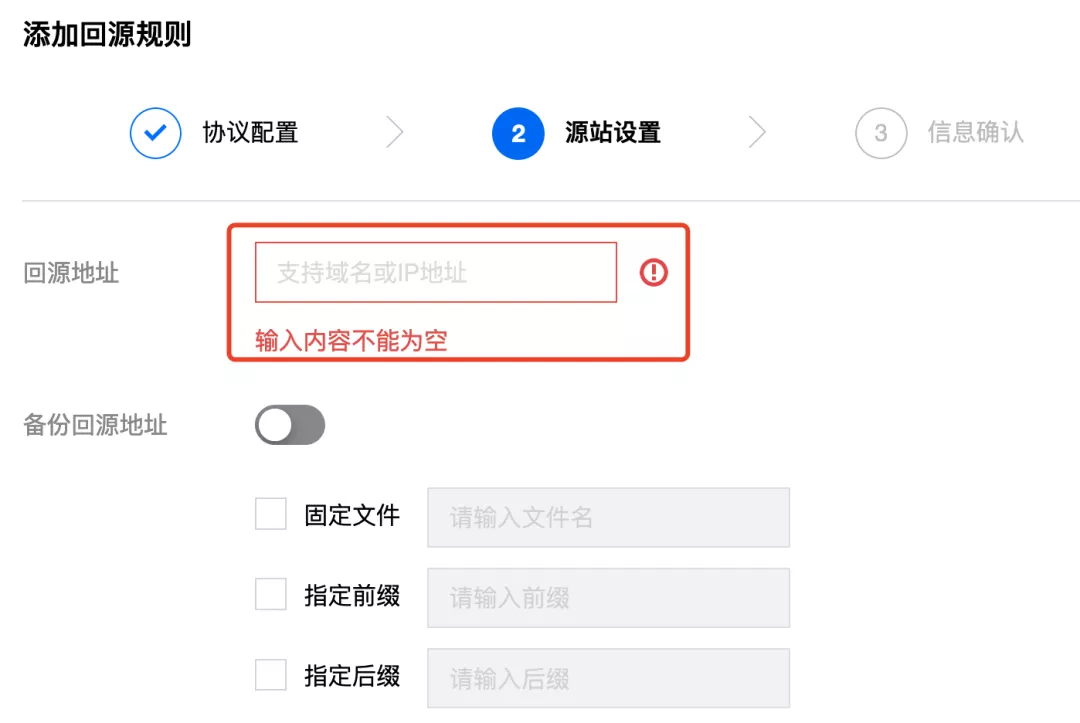 添加回源规则
协议配置
2 源站设置
3 信息确认
回源地址 支持域名或IP地址
输入内容不能为空
备份回源地址
固定文件 请输入文件名
指定前缀 请输入前缀
指定后缀 请输入后缀